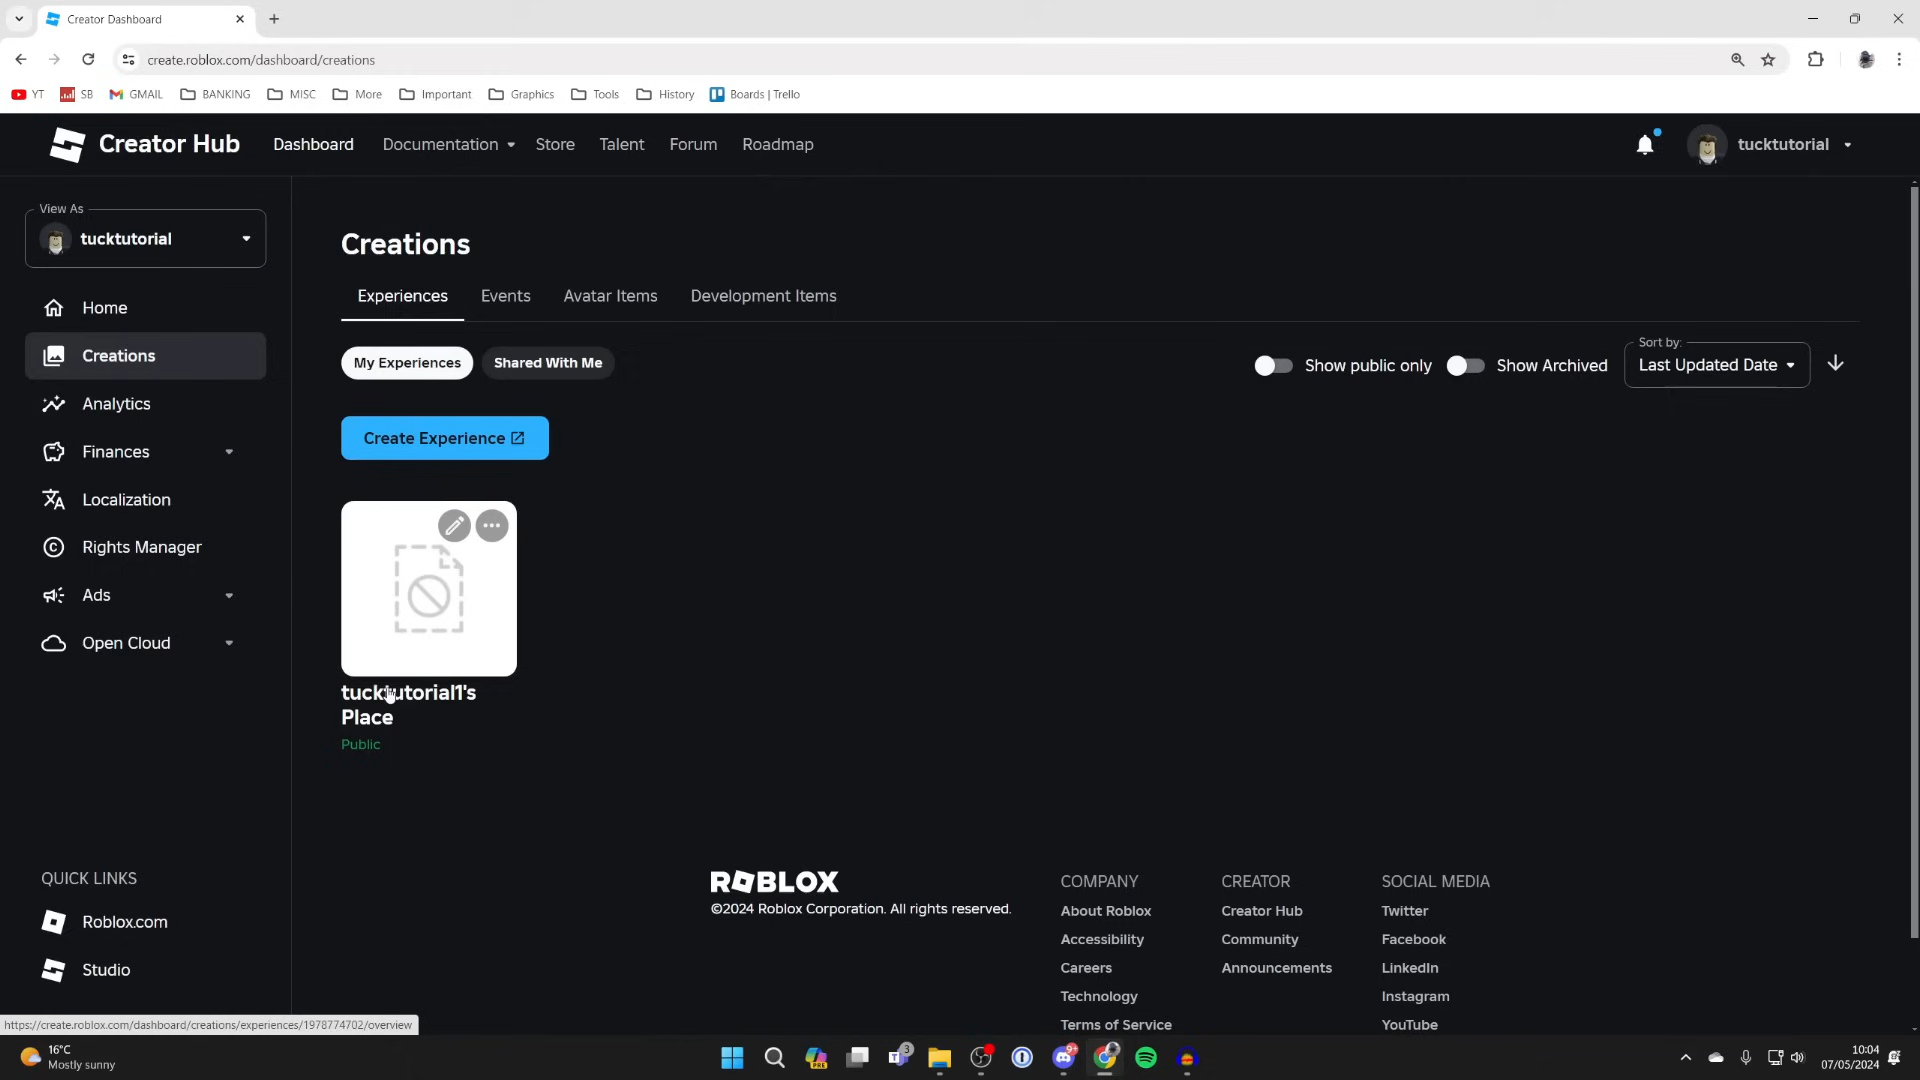 Creator Dashboard
create.roblox.com/dashboard/creations
YT
SB
GMAIL
BANKING
MISC
More
Important
Graphics
Tools
History
Boards | Trello
Creator Hub
Dashboard
Documentation
Store
Talent
Forum
Roadmap
tucktutorial
View As
tucktutorial
Home
Creations
Analytics
Finances
Localization
Rights Manager
Ads
Open Cloud
QUICK LINKS
Roblox.com
Studio
Creations
Experiences
Events
Avatar Items
Development Items
My Experiences
Shared With Me
Show public only
Show Archived
Sort by:
Last Updated Date
Create Experience
tucktutorial1's
Place
Public
ROBLOX
©2024 Roblox Corporation. All rights reserved.
COMPANY
About Roblox
Accessibility
Careers
Technology
Terms of Service
CREATOR
Creator Hub
Community
Announcements
SOCIAL MEDIA
Twitter
Facebook
LinkedIn
Instagram
YouTube
https://create.roblox.com/dashboard/creations/experiences/1978774702/overview
16°C
Mostly sunny
PRE
3
9+
10:04
07/05/2024